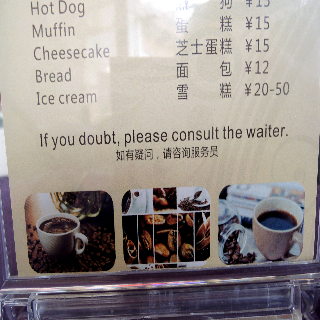 Hot Dog 狗 ¥15
Muffin 蛋 糕 ¥15
Cheesecake 芝士蛋糕 ¥15
Bread 面 包 ¥12
Ice cream 雪 糕 ¥20-50
If you doubt, please consult the waiter.
如有疑问，请咨询服务员